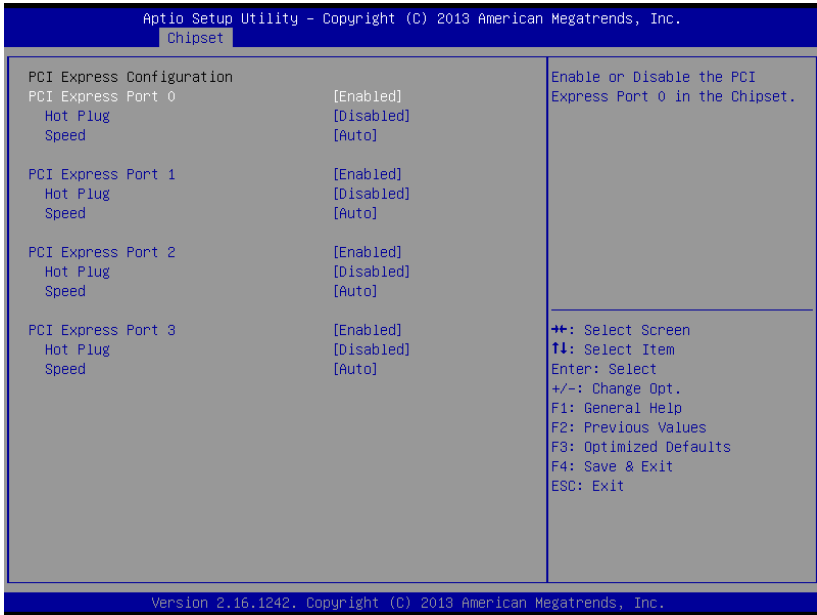 Aptio Setup Utility – Copyright (C) 2013 American Megatrends, Inc.
Chipset
PCI Express Configuration
PCI Express Port 0 [Enabled]
Hot Plug [Disabled]
Speed [Auto]
PCI Express Port 1 [Enabled]
Hot Plug [Disabled]
Speed [Auto]
PCI Express Port 2 [Enabled]
Hot Plug [Disabled]
Speed [Auto]
PCI Express Port 3 [Enabled]
Hot Plug [Disabled]
Speed [Auto]
Enable or Disable the PCI
Express Port 0 in the Chipset.
→←: Select Screen
↑↓: Select Item
Enter: Select
+/-: Change Opt.
F1: General Help
F2: Previous Values
F3: Optimized Defaults
F4: Save & Exit
ESC: Exit
Version 2.16.1242. Copyright (C) 2013 American Megatrends, Inc.